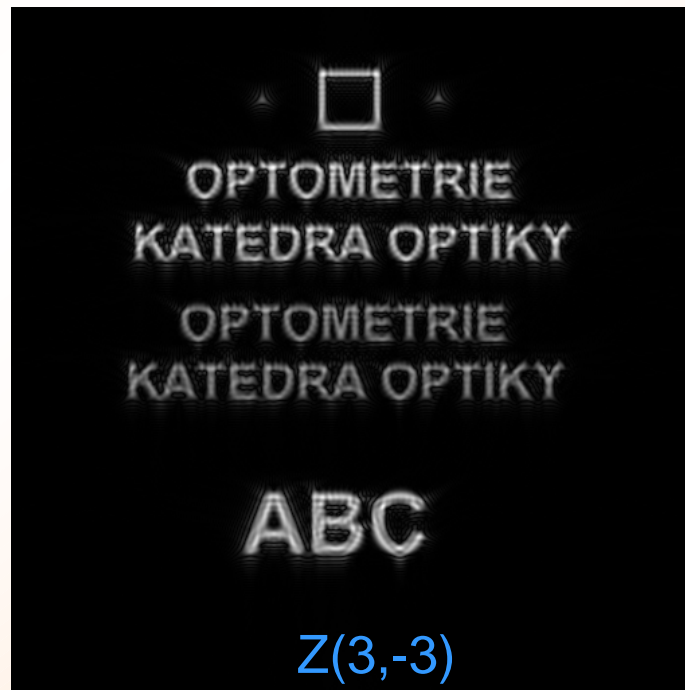 OPTOMETRIE
KATEDRA OPTIKY
OPTOMETRIE
KATEDRA OPTIKY
ABC
Z(3,-3)